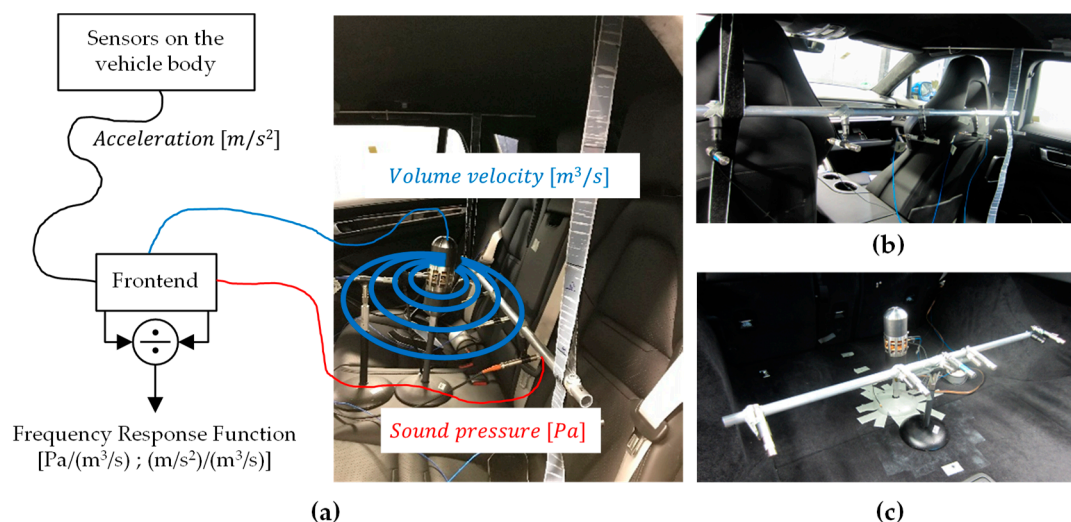 Sensors on the
vehicle body
Acceleration [m/s²]
Volume velocity [m³/s]
Frontend
÷
Frequency Response Function
[Pa/(m³/s) ; (m/s²)/(m³/s)]
Sound pressure [Pa]
(a)
(b)
(c)